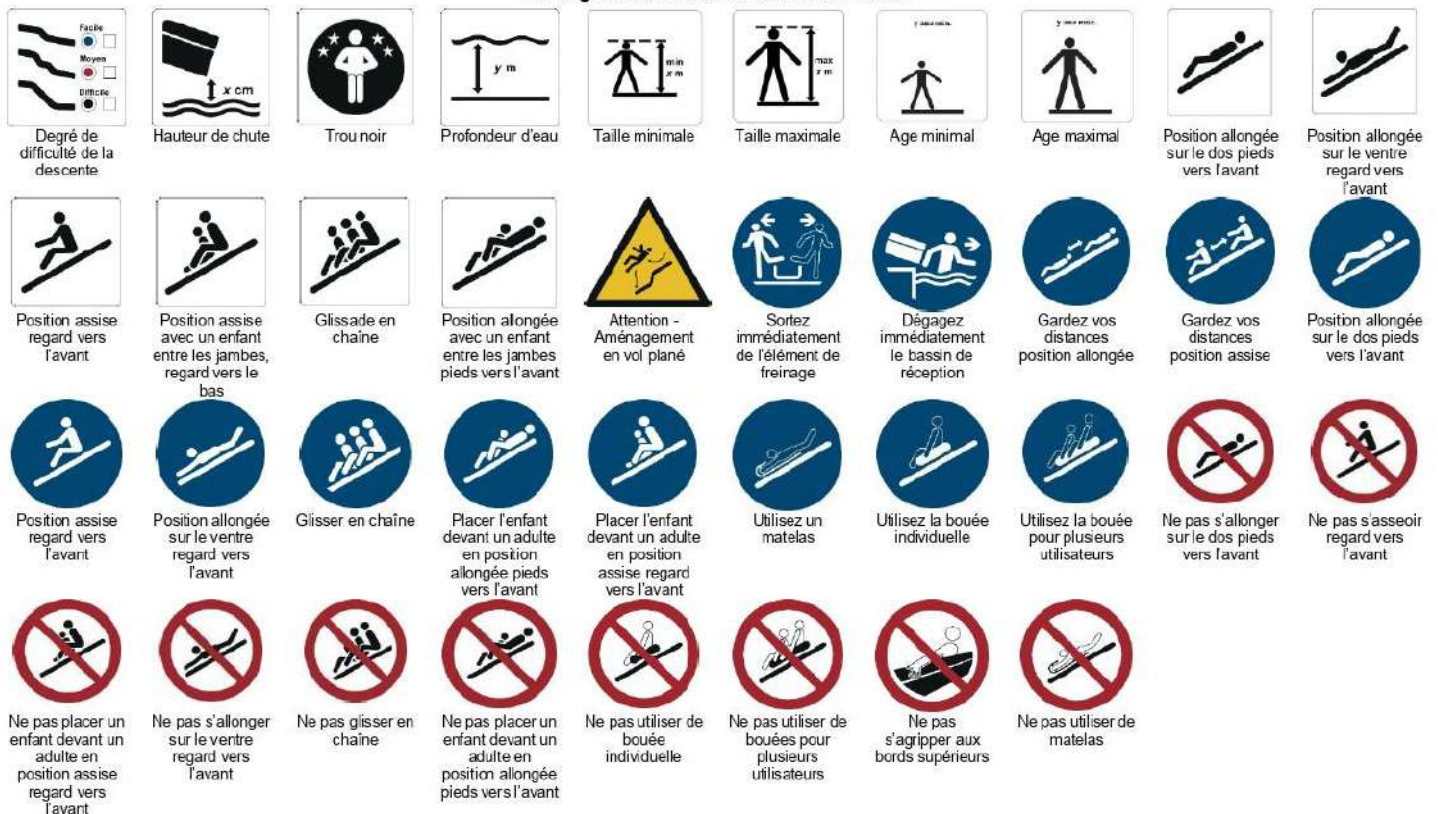 Facile
Moyen
Difficile
x cm
y m
min
x m
max
x m
y ans min.
y ans max.
Degré de
difficulté de la
descente
Hauteur de chute
Trou noir
Profondeur d'eau
Taille minimale
Taille maximale
Age minimal
Age maximal
Position allongée
sur le dos pieds
vers l'avant
Position allongée
sur le ventre
regard vers
l'avant
Position assise
regard vers
l'avant
Position assise
avec un enfant
entre les jambes,
regard vers le
bas
Glissade en
chaîne
Position allongée
avec un enfant
entre les jambes
pieds vers l'avant
Attention -
Aménagement
en vol plané
Sortez
immédiatement
de l'élément de
freinage
Dégagez
immédiatement
le bassin de
réception
Gardez vos
distances
position allongée
Gardez vos
distances
position assise
Position allongée
sur le dos pieds
vers l'avant
Position assise
regard vers
l'avant
Position allongée
sur le ventre
regard vers
l'avant
Glisser en chaîne
Placer l'enfant
devant un adulte
en position
allongée pieds
vers l'avant
Placer l'enfant
devant un adulte
en position
assise regard
vers l'avant
Utilisez un
matelas
Utilisez la bouée
individuelle
Utilisez la bouée
pour plusieurs
utilisateurs
Ne pas s'allonger
sur le dos pieds
vers l'avant
Ne pas s'asseoir
regard vers
l'avant
Ne pas placer un
enfant devant un
adulte en
position assise
regard vers
l'avant
Ne pas s'allonger
sur le ventre
regard vers
l'avant
Ne pas glisser en
chaîne
Ne pas placer un
enfant devant un
adulte en
position allongée
pieds vers l'avant
Ne pas utiliser de
bouée
individuelle
Ne pas utiliser de
bouées pour
plusieurs
utilisateurs
Ne pas
s'agripper aux
bords supérieurs
Ne pas utiliser de
matelas